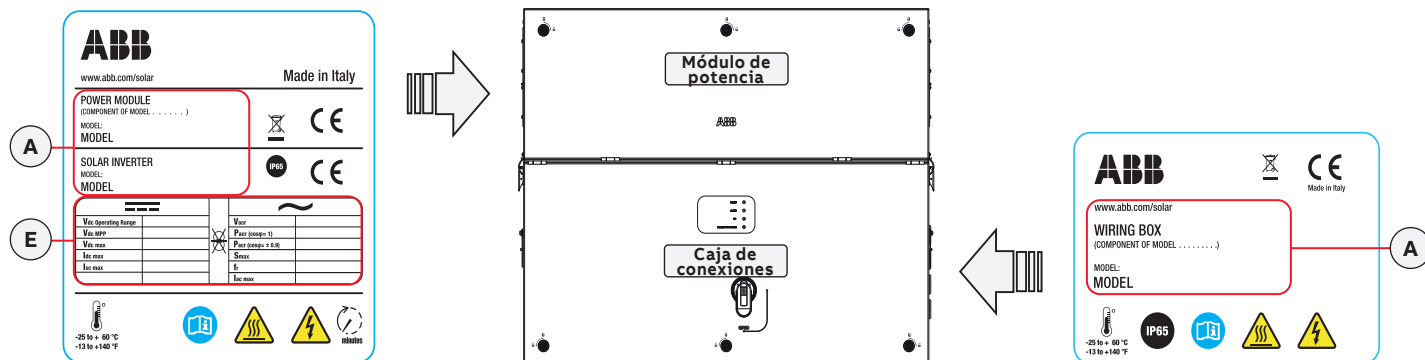 ABB
www.abb.com/solar
Made in Italy
POWER MODULE
(COMPONENT OF MODEL . . . . . . )
MODEL:
MODEL
CE
SOLAR INVERTER
MODEL:
MODEL
IP65
CE
A
E
Vdc Operating Range
Vdc MPP
Vdc max
Idc max
Isc max
Vacr
Pacr (cosφ= 1)
Pacr (cosφ= ± 0.9)
Smax
fr
Iac max
-25 to + 60 °C
-13 to +140 °F
minutes
Módulo de
potencia
ABB
Caja de
conexiones
ABB
CE
Made in Italy
www.abb.com/solar
WIRING BOX
(COMPONENT OF MODEL . . . . . . . . .)
MODEL:
MODEL
A
-25 to + 60 °C
-13 to +140 °F
IP65